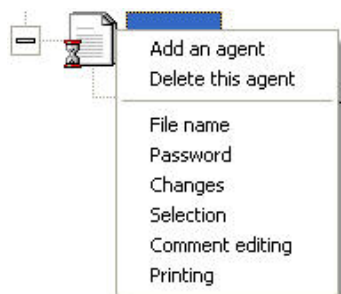 Add an agent
Delete this agent
File name
Password
Changes
Selection
Comment editing
Printing